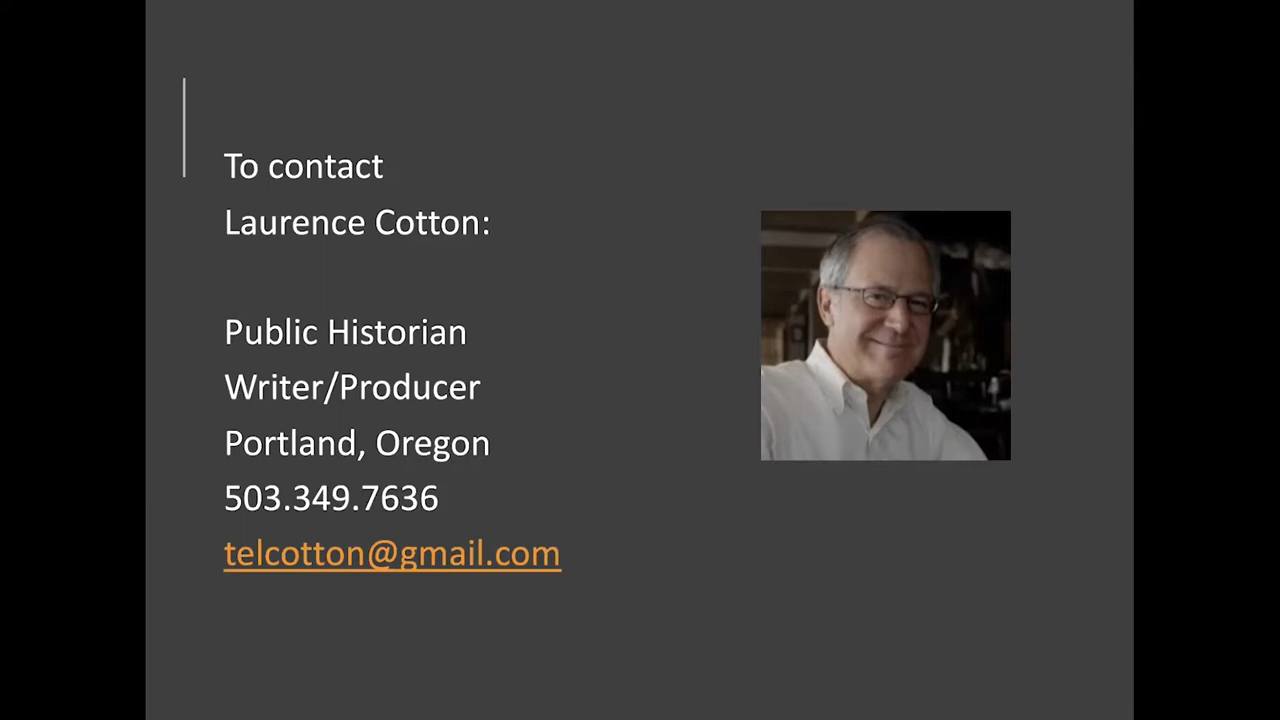 To contact
Laurence Cotton:
Public Historian
Writer/Producer
Portland, Oregon
503.349.7636
telcotton@gmail.com